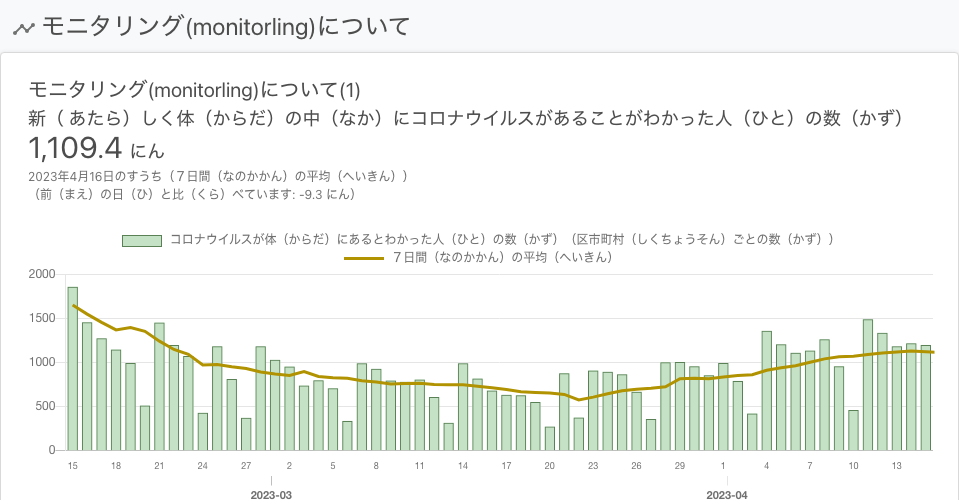 モニタリング(monitorling)について
モニタリング(monitorling)について(1)
新（ あたら）しく体（からだ）の中（なか）にコロナウイルスがあることがわかった人（ひと）の数（かず）
1,109.4 にん
2023年4月16日のすうち（７日間（なのかかん）の平均（へいきん））
（前（まえ）の日（ひ）と比（くら）べています: -9.3 にん）
コロナウイルスが体（からだ）にあるとわかった人（ひと）の数（かず）（区市町村（しくちょうそん）ごとの数（かず））
７日間（なのかかん）の平均（へいきん）
2000
1500
1000
500
0
15 18 21 24 27 2 5 8 11 14 17 20 23 26 29 1 4 7 10 13
2023-03 2023-04